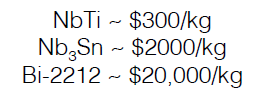 NbTi ~ $300/kg
Nb₃Sn ~ $2000/kg
Bi-2212 ~ $20,000/kg